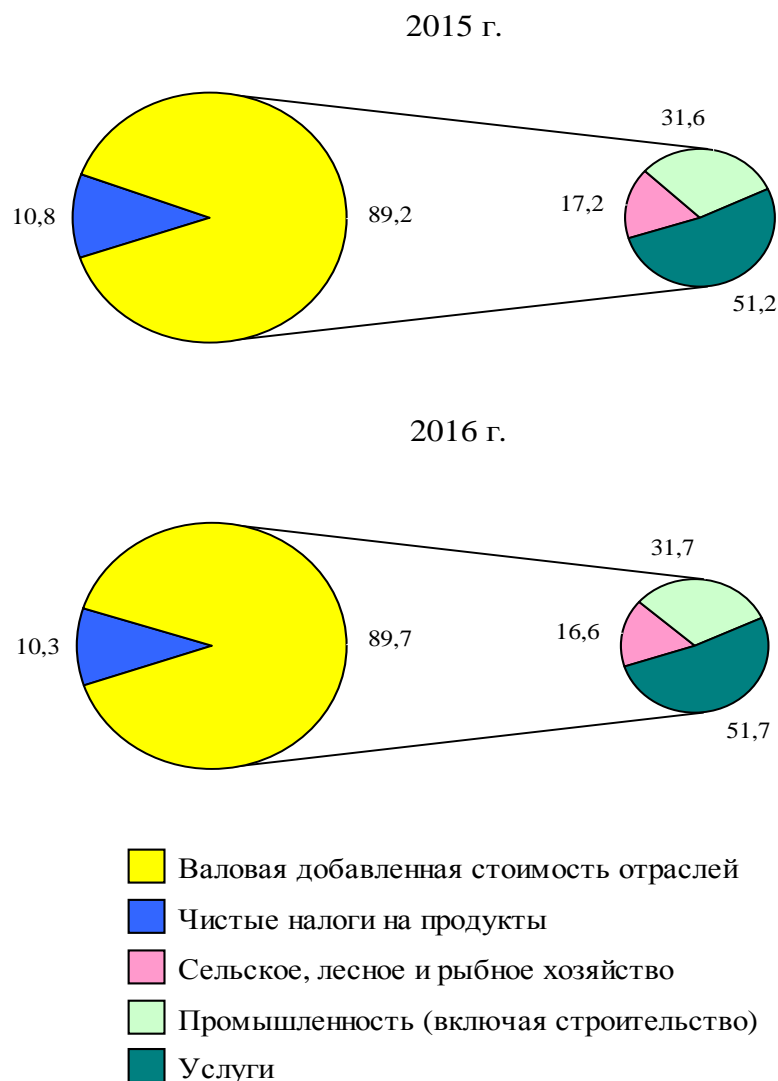 2015 г.
31,6
10,8
89,2
17,2
51,2
2016 г.
31,7
10,3
89,7
16,6
51,7
Валовая добавленная стоимость отраслей
Чистые налоги на продукты
Сельское, лесное и рыбное хозяйство
Промышленность (включая строительство)
Услуги